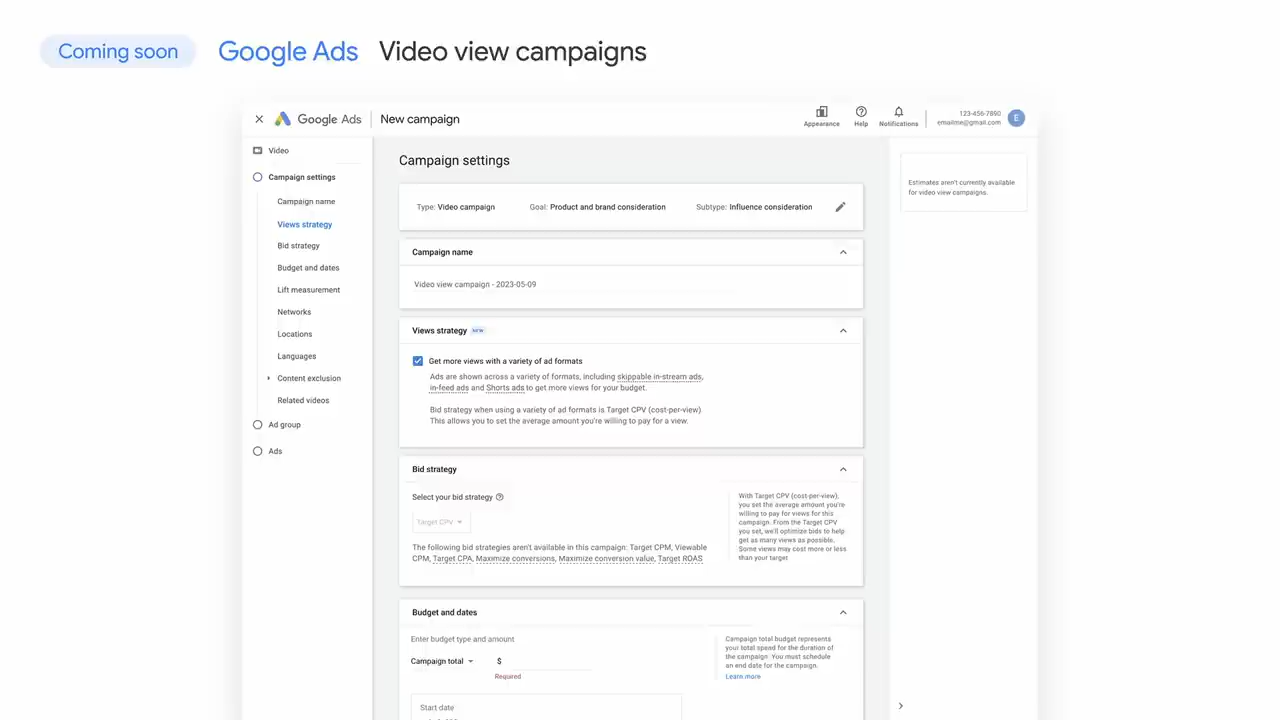 Coming soon Google Ads Video view campaigns
Google Ads New campaign
Appearance
Help
Notifications
123-456-7890
emailme@gmail.com
E
Video
Campaign settings
Campaign name
Views strategy
Bid strategy
Budget and dates
Lift measurement
Networks
Locations
Languages
Content exclusion
Related videos
Ad group
Ads
Campaign settings
Type: Video campaign Goal: Product and brand consideration Subtype: Influence consideration
Campaign name
Video view campaign - 2023-05-09
Views strategy NEW
Get more views with a variety of ad formats
Ads are shown across a variety of formats, including skippable in-stream ads,
in-feed ads and Shorts ads to get more views for your budget.
Bid strategy when using a variety of ad formats is Target CPV (cost-per-view)
This allows you to set the average amount you're willing to pay for a view.
Bid strategy
Select your bid strategy
Target CPV
The following bid strategies aren't available in this campaign: Target CPM, Viewable
CPM, Target CPA, Maximize conversions, Maximize conversion value, Target ROAS
With Target CPV (cost-per-view),
you set the average amount you're
willing to pay for views for this
campaign. From the Target CPV
you set, we'll optimize bids to help
get as many views as possible.
Some views may cost more or less
than your target
Budget and dates
Enter budget type and amount
Campaign total $
Required
Campaign total budget represents
your total spend for the duration of
the campaign. You must schedule
an end date for the campaign.
Learn more
Start date
Estimates aren't currently available
for video view campaigns.